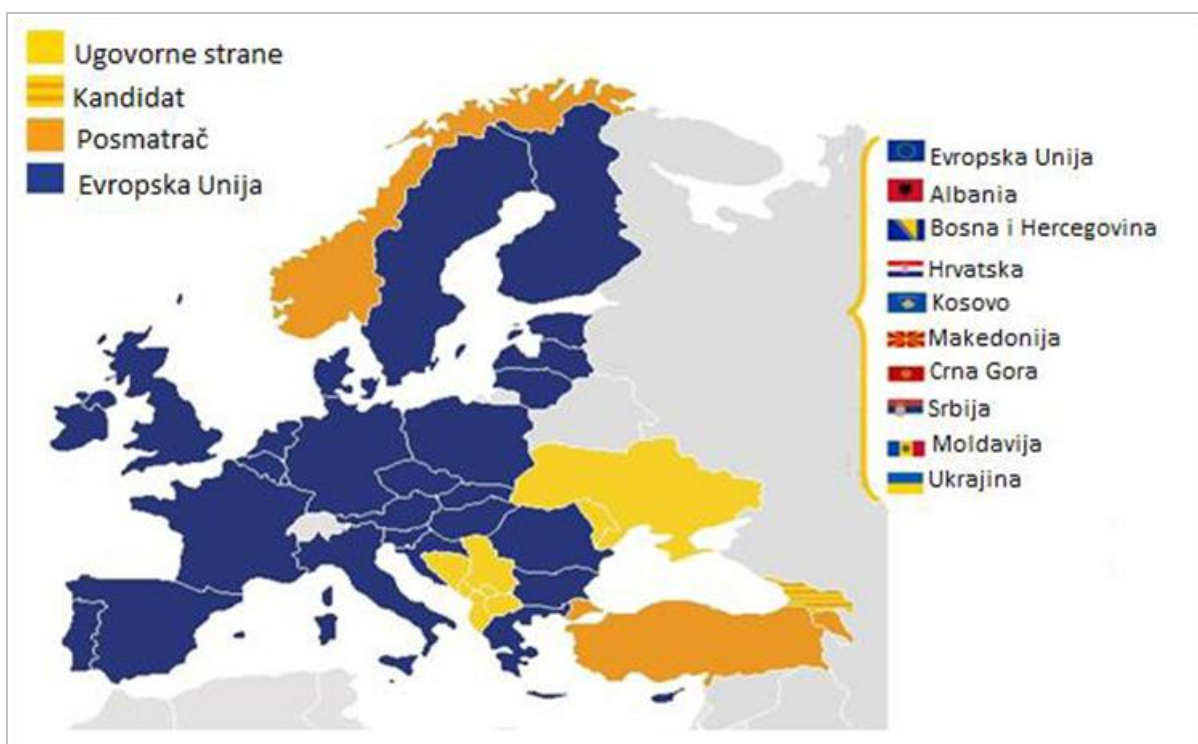 Ugovorne strane
Kandidat
Posmatrač
Evropska Unija
Evropska Unija
Albania
Bosna i Hercegovina
Hrvatska
Kosovo
Makedonija
Crna Gora
Srbija
Moldavija
Ukrajina